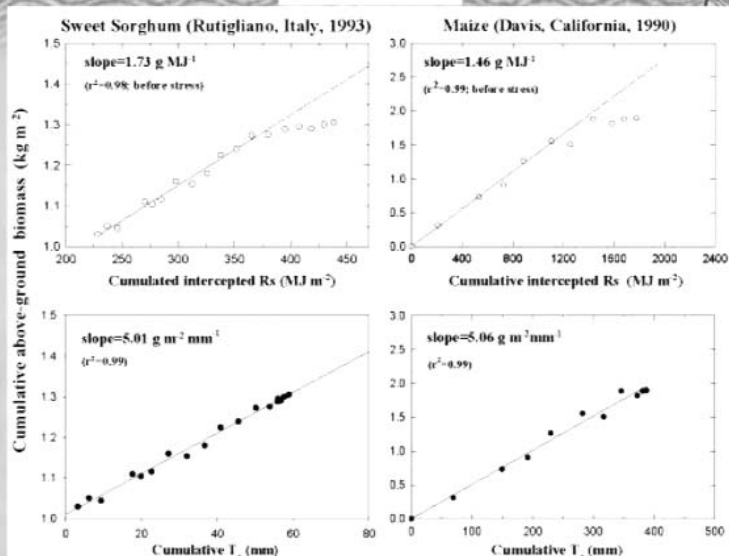 Sweet Sorghum (Rutigliano, Italy, 1993)
Maize (Davis, California, 1990)
Cumulative above-ground biomass (kg m⁻²)
slope=1.73 g MJ⁻¹
(r²=0.98; before stress)
1.5
1.4
1.3
1.2
1.1
1.0
200 250 300 350 400 450
Cumulated intercepted Rs (MJ m⁻²)
slope=1.46 g MJ⁻¹
(r²=0.99; before stress)
3.0
2.5
2.0
1.5
1.0
0.5
0.0
0 400 800 1200 1600 2000 2400
Cumulative intercepted Rs (MJ m⁻²)
slope=5.01 g m⁻² mm⁻¹
(r²=0.99)
1.5
1.4
1.3
1.2
1.1
1.0
0 20 40 60 80
Cumulative T (mm)
slope=5.06 g m⁻²mm⁻¹
(r²=0.99)
3.0
2.5
2.0
1.5
1.0
0.5
0.0
0 100 200 300 400 500
Cumulative T (mm)